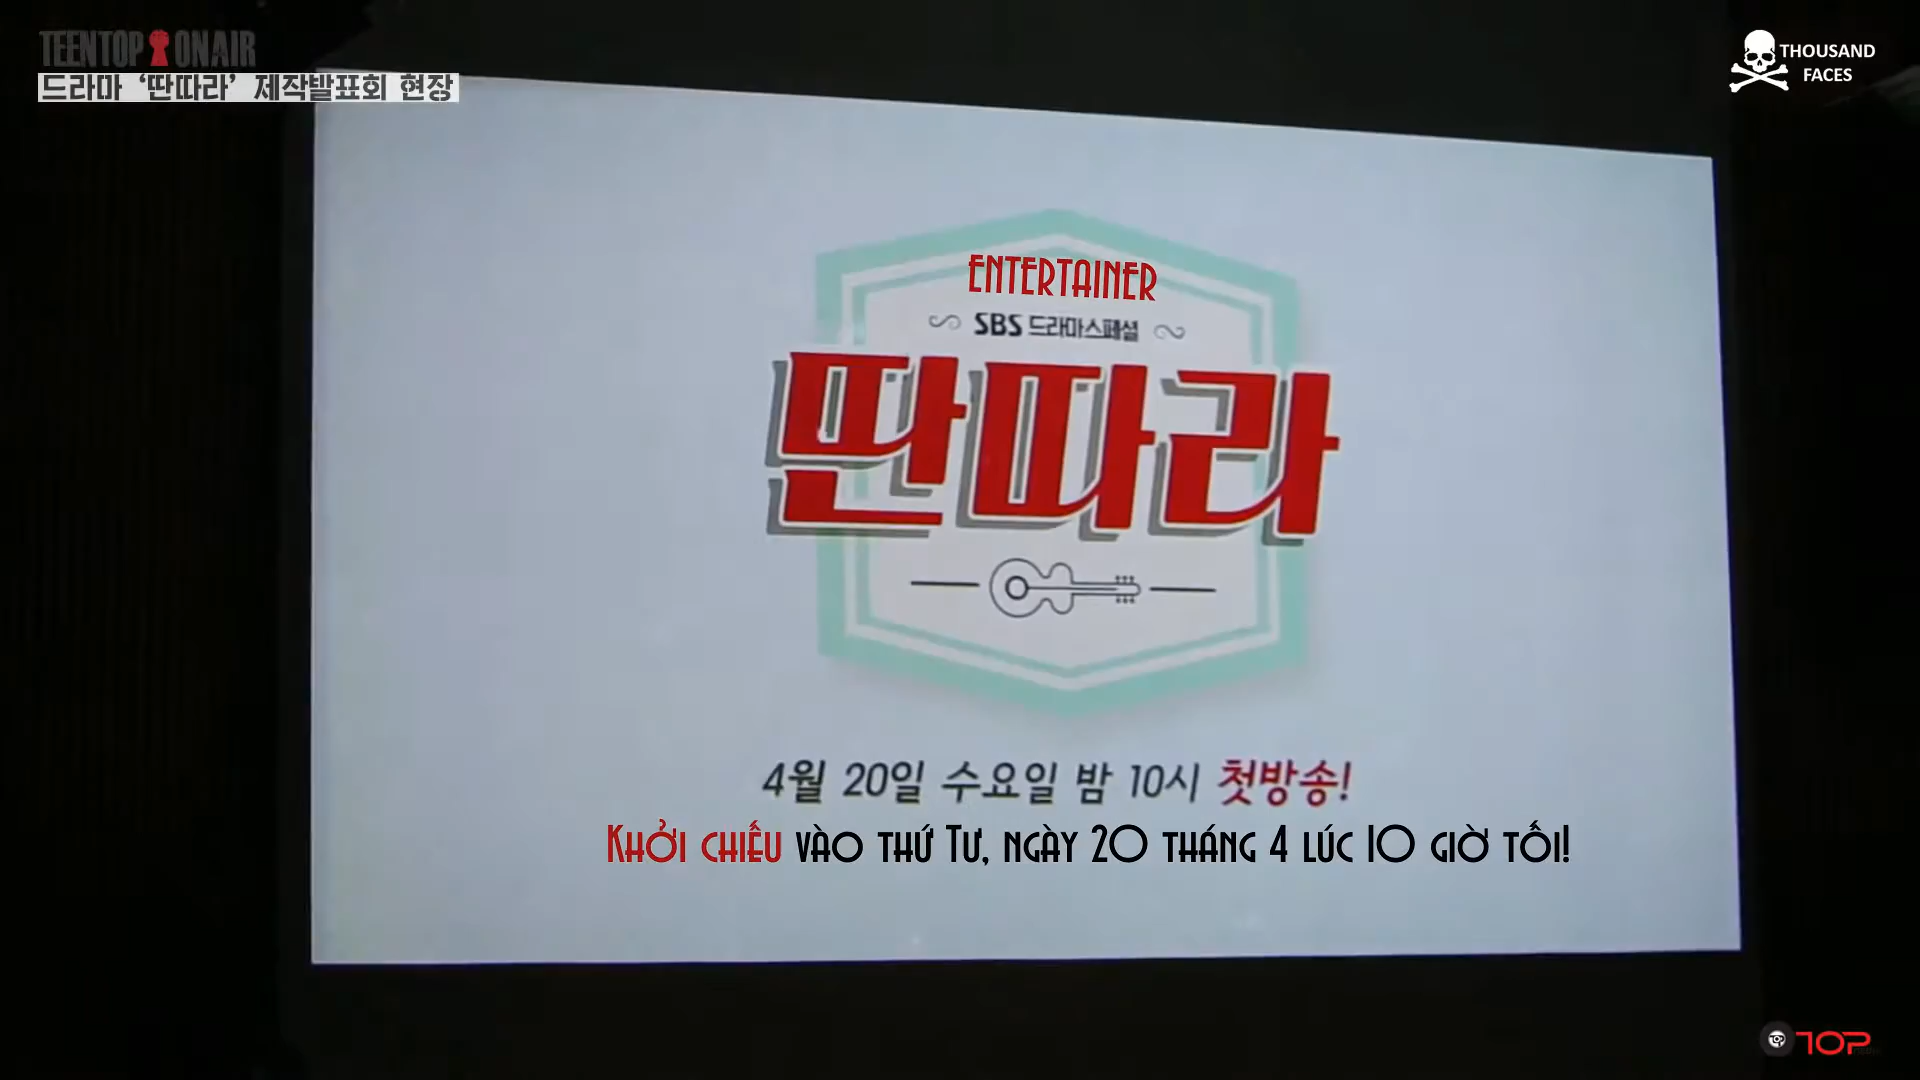 TEENTOP ON AIR
드라마 ‘딴따라’ 제작발표회 현장
THOUSAND
FACES
ENTERTAINER
SBS 드라마스페셜
딴따라
4월 20일 수요일 밤 10시 첫방송!
Khởi chiếu vào thứ Tư, ngày 20 tháng 4 lúc 10 giờ tối!
TOP